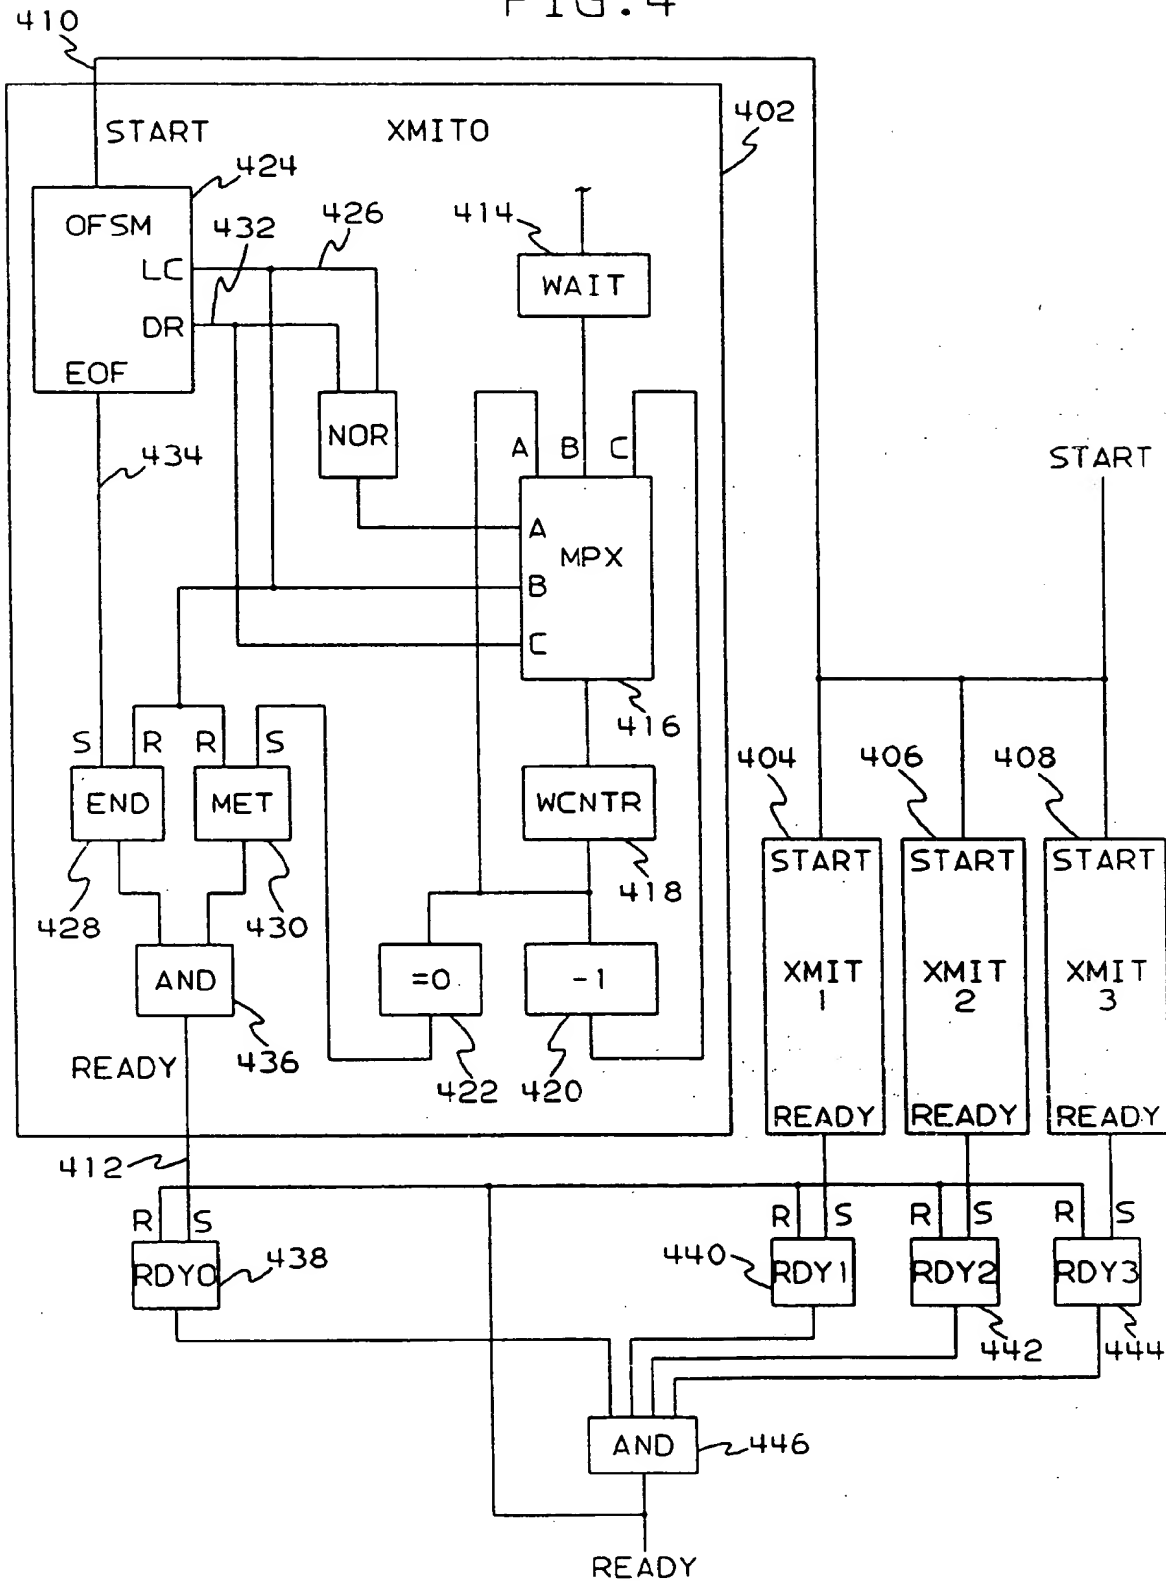 FIG.4
410
START
XMIT0
402
424
OFSM
432
426
414
LC
WAIT
DR
EOF
NOR
A
B
C
434
START
A
MPX
B
C
416
S
R
R
S
404
406
408
END
MET
WCNTR
START
START
START
418
428
430
AND
=0
-1
XMIT
1
XMIT
2
XMIT
3
436
READY
422
420
READY
READY
READY
412
R
S
R
S
R
S
R
S
RDY0
438
440
RDY1
RDY2
RDY3
442
444
AND
446
READY